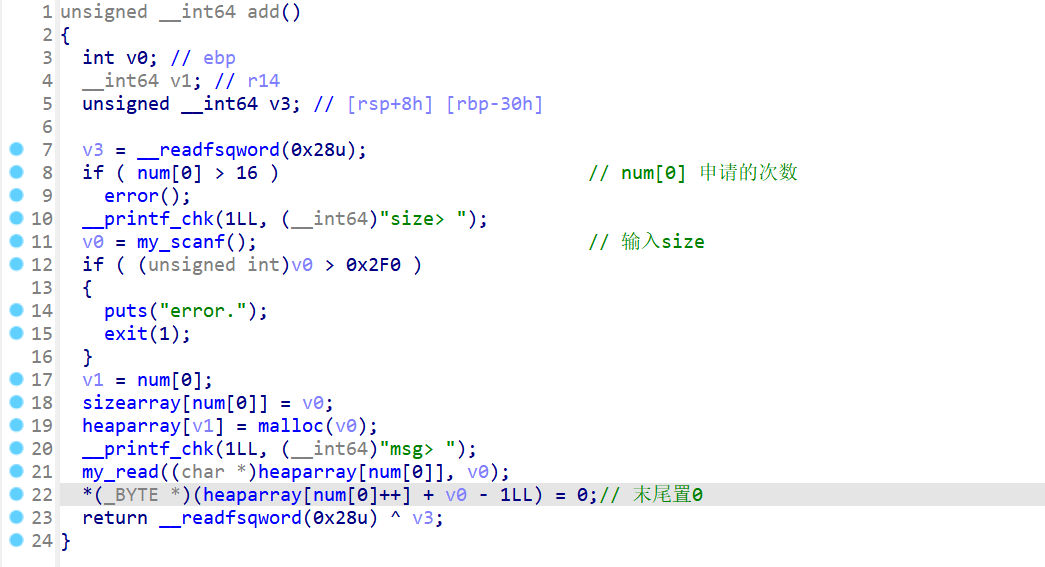 1 unsigned __int64 add()
2 {
3   int v0; // ebp
4   __int64 v1; // r14
5   unsigned __int64 v3; // [rsp+8h] [rbp-30h]
6
7   v3 = __readfsqword(0x28u);
8   if ( num[0] > 16 )                            // num[0] 申请的次数
9     error();
10   __printf_chk(1LL, (__int64)"size> ");
11   v0 = my_scanf();                              // 输入size
12   if ( (unsigned int)v0 > 0x2F0 )
13   {
14     puts("error.");
15     exit(1);
16   }
17   v1 = num[0];
18   sizearray[num[0]] = v0;
19   heaparray[v1] = malloc(v0);
20   __printf_chk(1LL, (__int64)"msg> ");
21   my_read((char *)heaparray[num[0]], v0);
22   *(_BYTE *)(heaparray[num[0]++] + v0 - 1LL) = 0;// 末尾置0
23   return __readfsqword(0x28u) ^ v3;
24 }